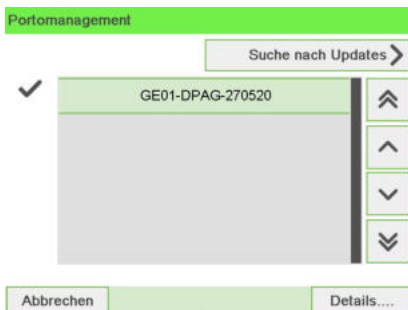 Portomanagement
Suche nach Updates
GE01-DPAG-270520
Abbrechen
Details....